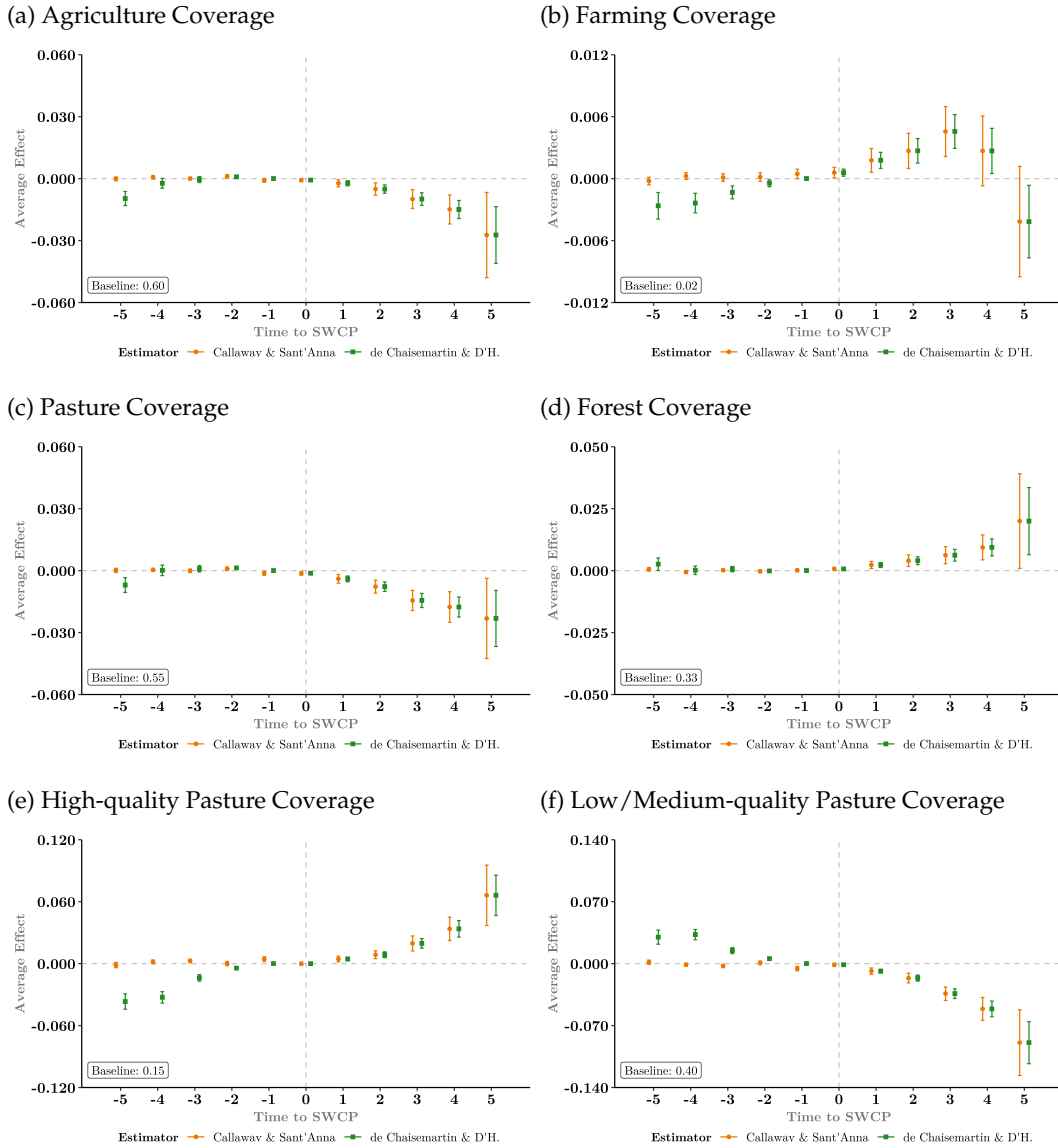 (a) Agriculture Coverage
0.060
0.030
0.000
-0.030
-0.060
Average Effect
Baseline: 0.60
-5 -4 -3 -2 -1 0 1 2 3 4 5
Time to SWCP
Estimator Callaway & Sant'Anna de Chaisemartin & D'H.
(b) Farming Coverage
0.012
0.006
0.000
-0.006
-0.012
Average Effect
Baseline: 0.02
-5 -4 -3 -2 -1 0 1 2 3 4 5
Time to SWCP
Estimator Callaway & Sant'Anna de Chaisemartin & D'H.
(c) Pasture Coverage
0.060
0.030
0.000
-0.030
-0.060
Average Effect
Baseline: 0.55
-5 -4 -3 -2 -1 0 1 2 3 4 5
Time to SWCP
Estimator Callaway & Sant'Anna de Chaisemartin & D'H.
(d) Forest Coverage
0.050
0.025
0.000
-0.025
-0.050
Average Effect
Baseline: 0.33
-5 -4 -3 -2 -1 0 1 2 3 4 5
Time to SWCP
Estimator Callaway & Sant'Anna de Chaisemartin & D'H.
(e) High-quality Pasture Coverage
0.120
0.060
0.000
-0.060
-0.120
Average Effect
Baseline: 0.15
-5 -4 -3 -2 -1 0 1 2 3 4 5
Time to SWCP
Estimator Callaway & Sant'Anna de Chaisemartin & D'H.
(f) Low/Medium-quality Pasture Coverage
0.140
0.070
0.000
-0.070
-0.140
Average Effect
Baseline: 0.40
-5 -4 -3 -2 -1 0 1 2 3 4 5
Time to SWCP
Estimator Callaway & Sant'Anna de Chaisemartin & D'H.